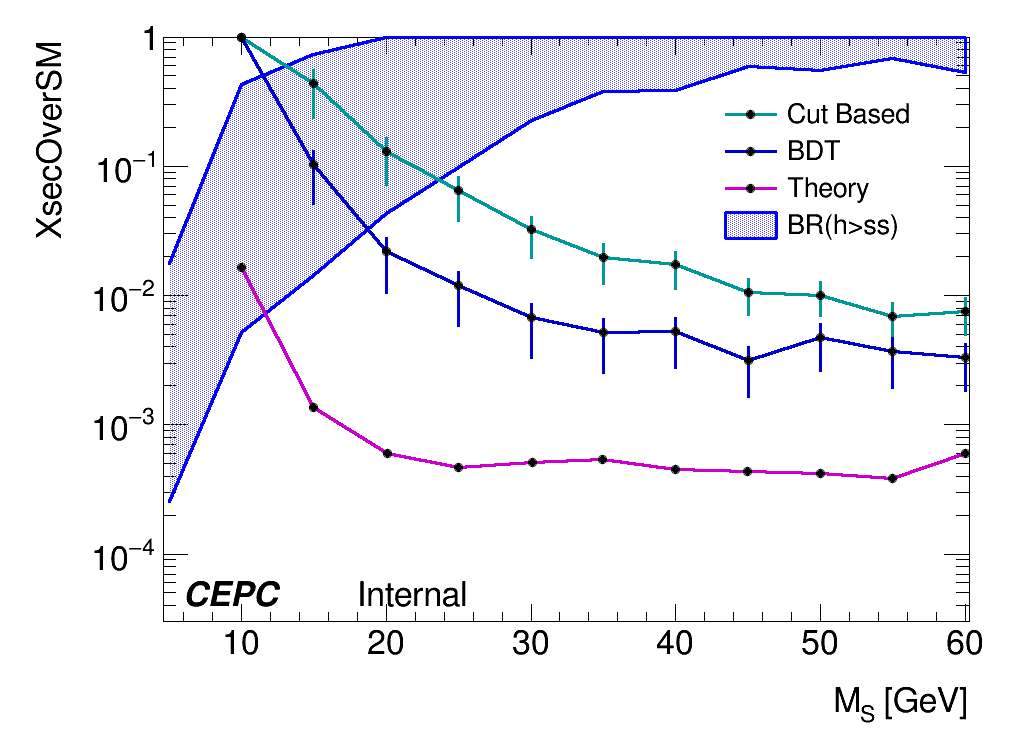 XsecOverSM
1
10⁻¹
10⁻²
10⁻³
10⁻⁴
Cut Based
BDT
Theory
BR(h>ss)
CEPC Internal
10 20 30 40 50 60
M_S [GeV]